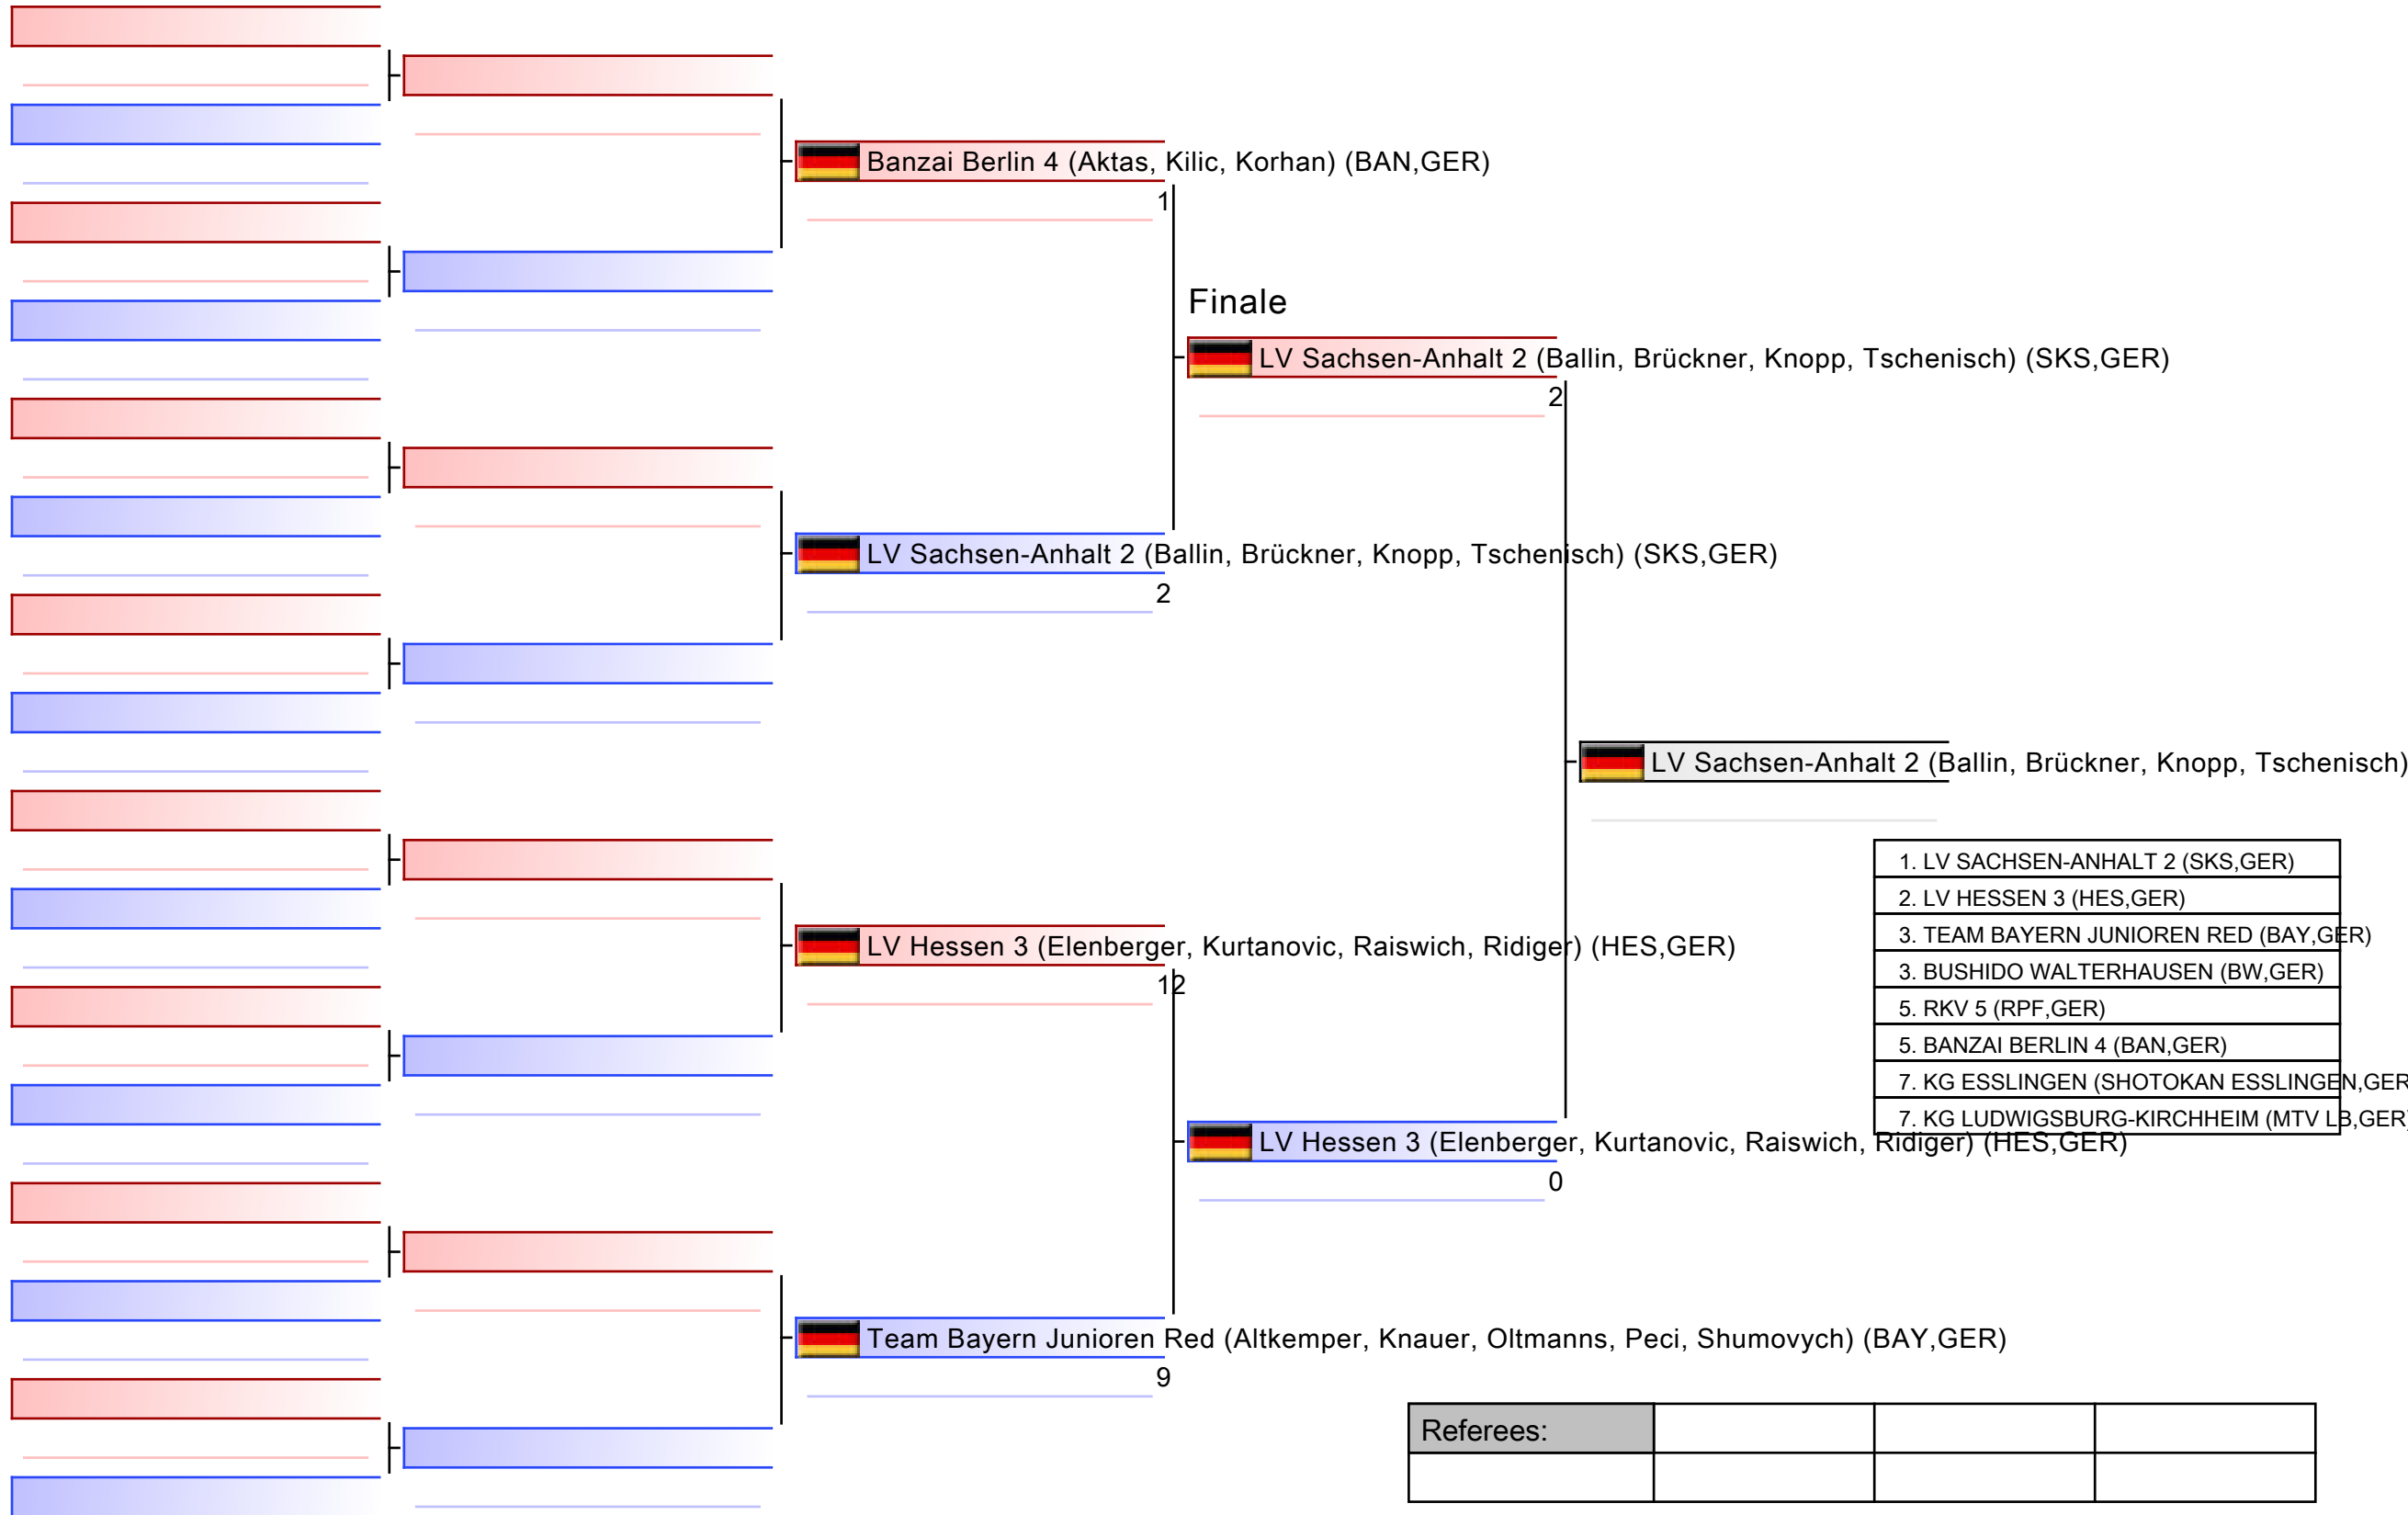 Banzai Berlin 4 (Aktas, Kilic, Korhan) (BAN,GER)
1
Finale
LV Sachsen-Anhalt 2 (Ballin, Brückner, Knopp, Tschenisch) (SKS,GER)
2
LV Sachsen-Anhalt 2 (Ballin, Brückner, Knopp, Tschenisch) (SKS,GER)
2
LV Sachsen-Anhalt 2 (Ballin, Brückner, Knopp, Tschenisch)
1. LV SACHSEN-ANHALT 2 (SKS,GER)
2. LV HESSEN 3 (HES,GER)
3. TEAM BAYERN JUNIOREN RED (BAY,GER)
3. BUSHIDO WALTERHAUSEN (BW,GER)
5. RKV 5 (RPF,GER)
5. BANZAI BERLIN 4 (BAN,GER)
7. KG ESSLINGEN (SHOTOKAN ESSLINGEN,GER
7. KG LUDWIGSBURG-KIRCHHEIM (MTV LB,GER)
LV Hessen 3 (Elenberger, Kurtanovic, Raiswich, Ridiger) (HES,GER)
12
LV Hessen 3 (Elenberger, Kurtanovic, Raiswich, Ridiger) (HES,GER)
0
Team Bayern Junioren Red (Altkemper, Knauer, Oltmanns, Peci, Shumovych) (BAY,GER)
9
Referees: